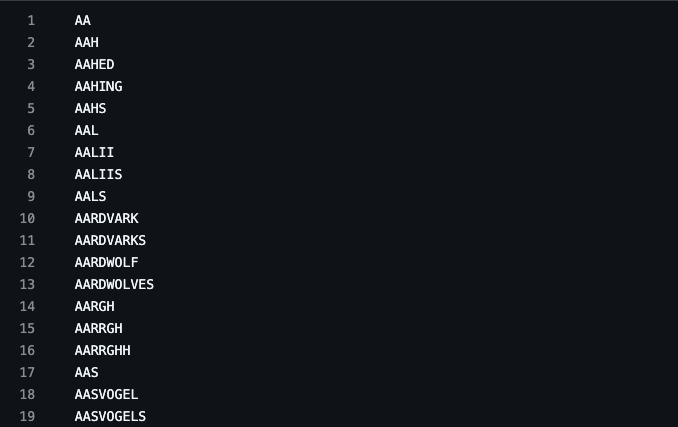 1 AA
2 AAH
3 AAHED
4 AAHING
5 AAHS
6 AAL
7 AALII
8 AALIIS
9 AALS
10 AARDVARK
11 AARDVARKS
12 AARDWOLF
13 AARDWOLVES
14 AARGH
15 AARRGH
16 AARRGHH
17 AAS
18 AASVOGEL
19 AASVOGELS